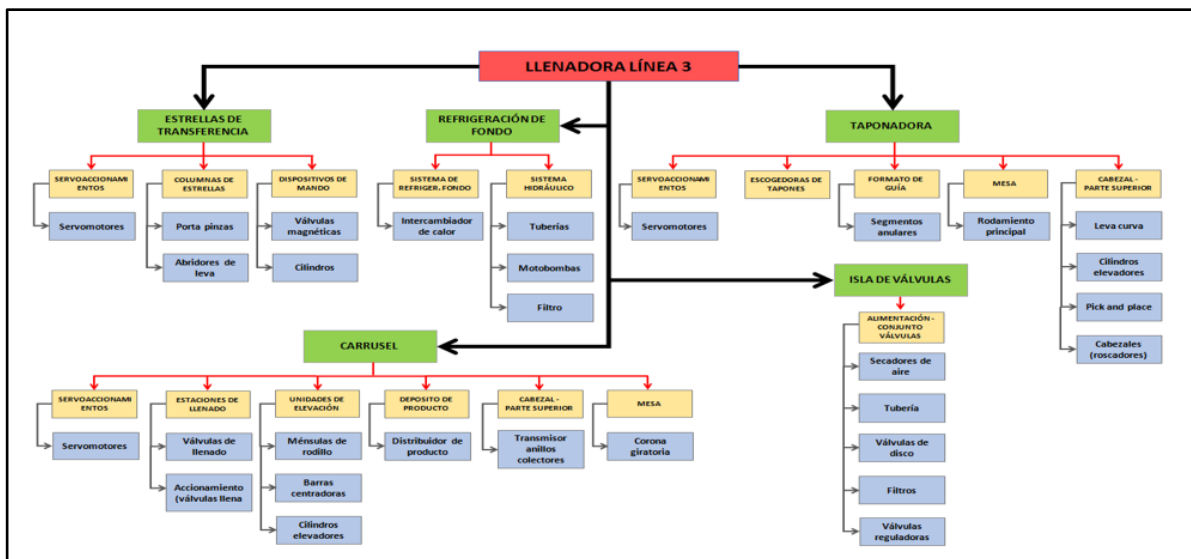 LLENADORA LÍNEA 3
ESTRELLAS DE
TRANSFERENCIA
SERVOACCIONAMI
ENTOS
Servomotores
COLUMNAS DE
ESTRELLAS
Porta pinzas
Abridores de
leva
DISPOSITIVOS DE
MANDO
Válvulas
magnéticas
Cilindros
REFRIGERACIÓN DE
FONDO
SISTEMA DE
REFRIGER. FONDO
Intercambiador
de calor
SISTEMA
HIDRÁULICO
Tuberías
Motobombas
Filtro
TAPONADORA
SERVOACCIONAMI
ENTOS
Servomotores
ESCOGEDORAS DE
TAPONES
FORMATO DE
GUÍA
Segmentos
anulares
MESA
Rodamiento
principal
CABEZAL -
PARTE SUPERIOR
Leva curva
Cilindros
elevadores
Pick and place
Cabezales
(roscadores)
ISLA DE VÁLVULAS
ALIMENTACIÓN -
CONJUNTO
VÁLVULAS
Secadores de
aire
Tubería
Válvulas de
disco
Filtros
Válvulas
reguladoras
CARRUSEL
SERVOACCIONAMI
ENTOS
Servomotores
ESTACIONES DE
LLENADO
Válvulas de
llenado
Accionamiento
(válvulas llena
UNIDADES DE
ELEVACIÓN
Ménsulas de
rodillo
Barras
centradoras
Cilindros
elevadores
DEPOSITO DE
PRODUCTO
Distribuidor de
producto
CABEZAL -
PARTE SUPERIOR
Transmisor
anillos
colectores
MESA
Corona
giratoria